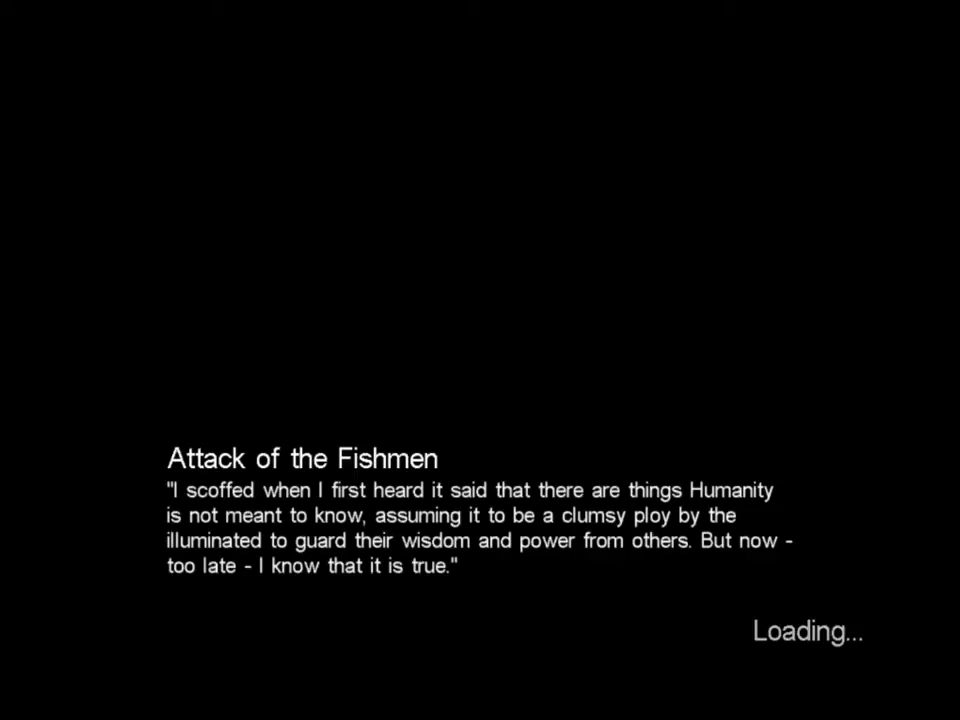 Attack of the Fishmen
"I scoffed when I first heard it said that there are things Humanity
is not meant to know, assuming it to be a clumsy ploy by the
illuminated to guard their wisdom and power from others. But now -
too late - I know that it is true."
Loading...